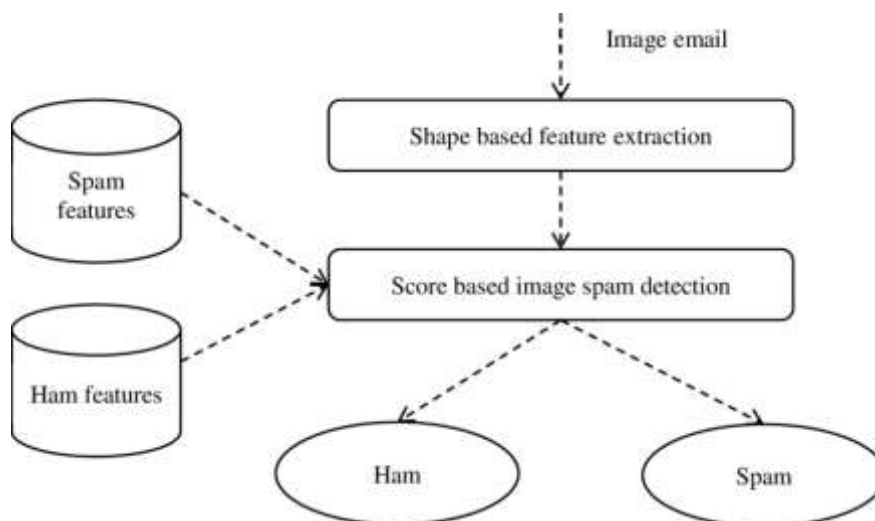 Image email
Shape based feature extraction
Spam
features
Score based image spam detection
Ham features
Ham
Spam